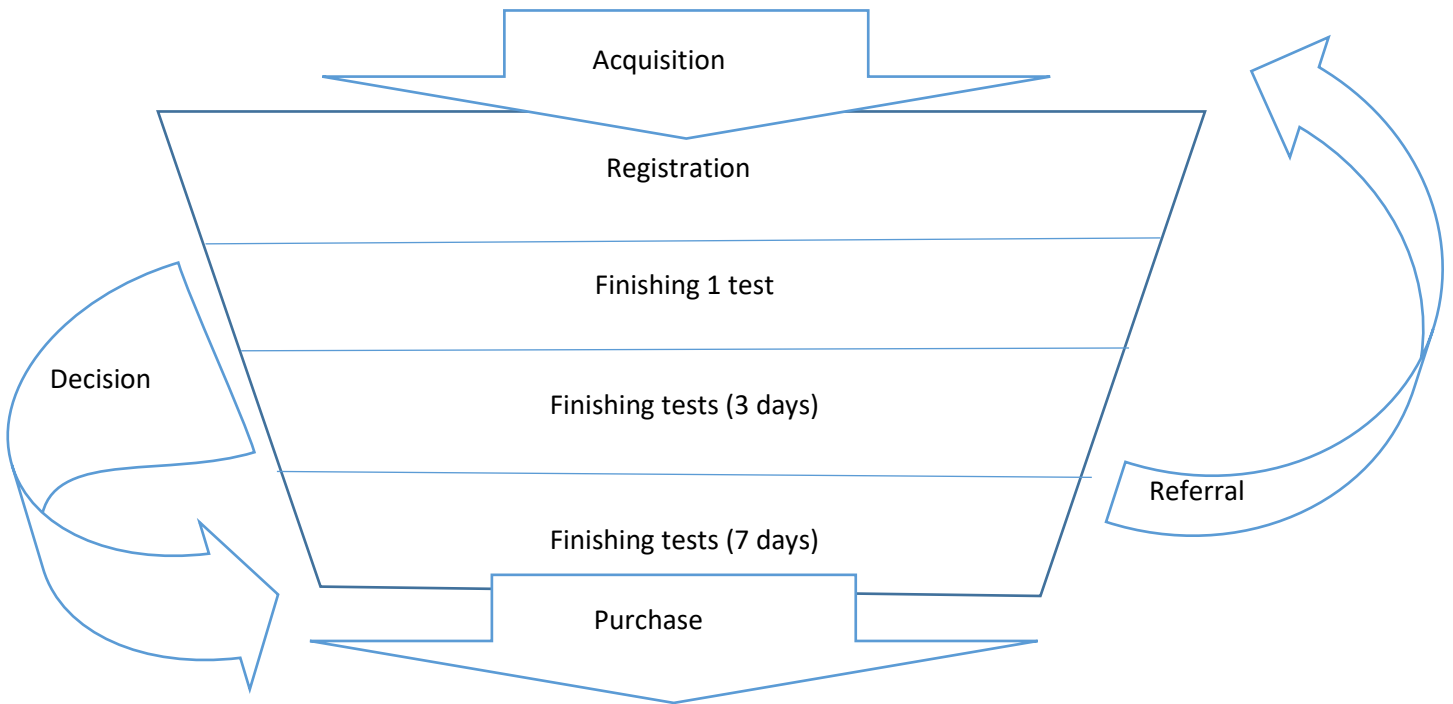 Acquisition
Registration
Finishing 1 test
Decision
Finishing tests (3 days)
Referral
Finishing tests (7 days)
Purchase